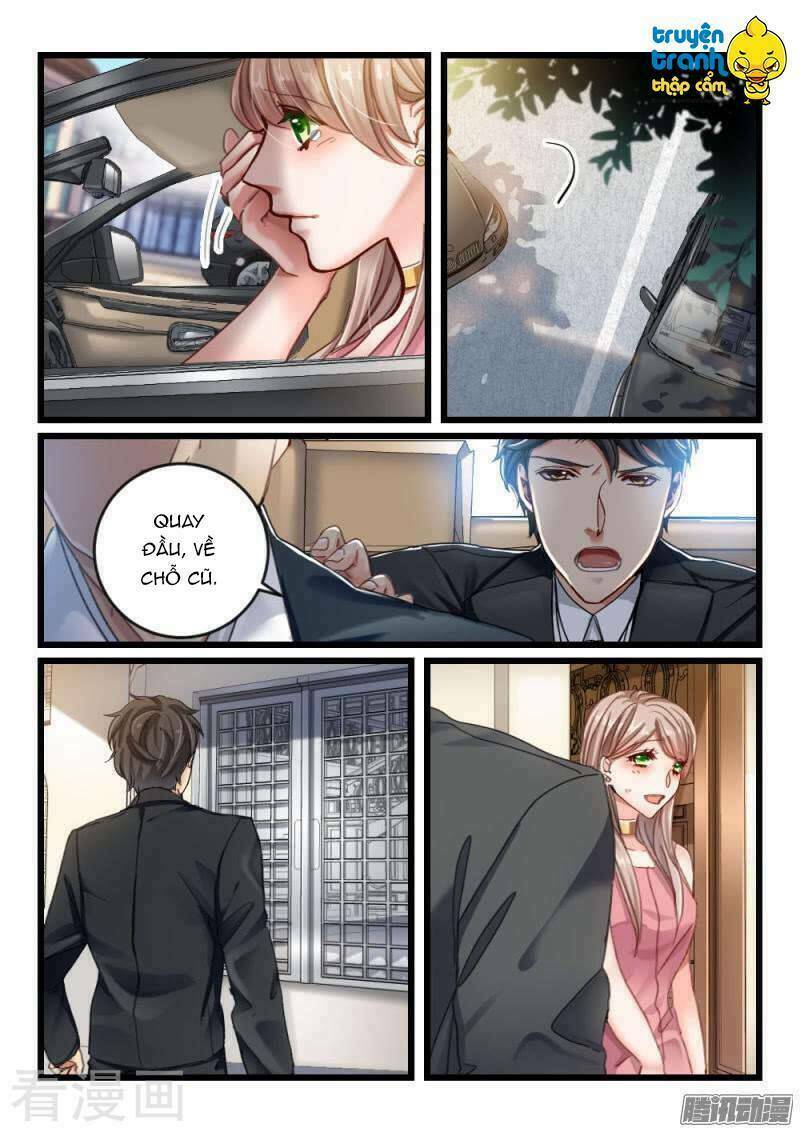 truyện
tranh
thập cẩm
QUAY
ĐẦU, VỀ
CHỖ CŨ.
看漫画
腾讯动漫